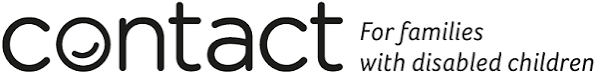 contact
For families
with disabled children